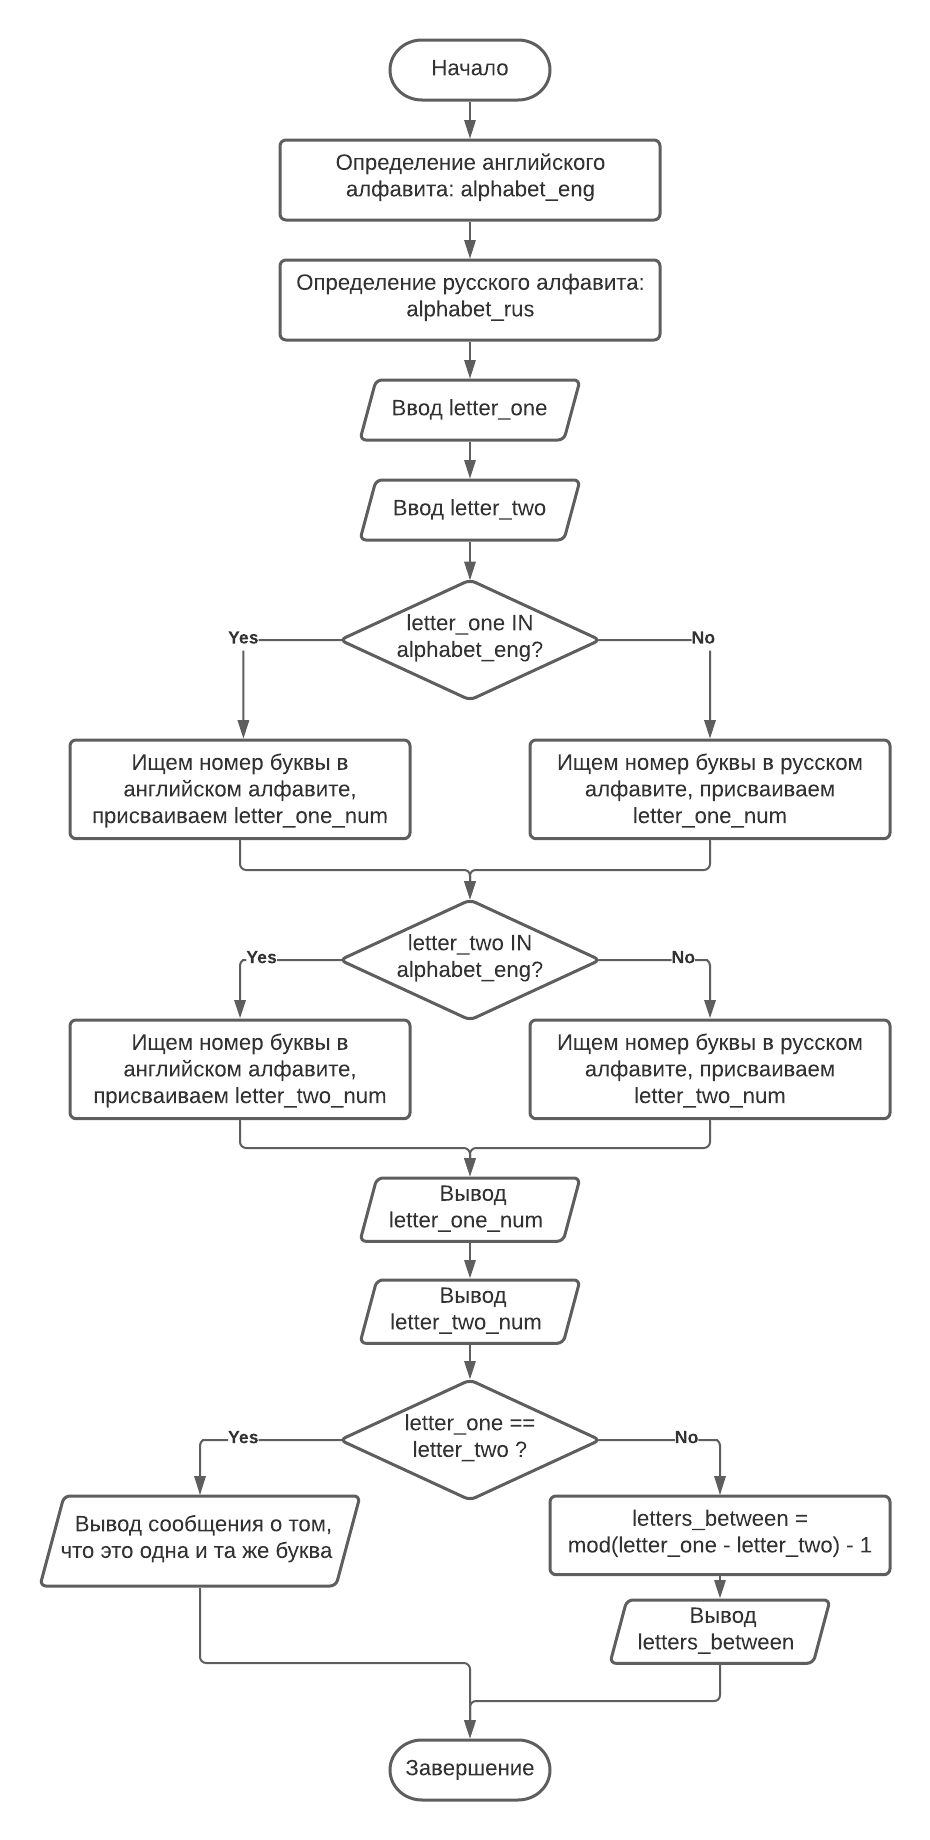 Начало
Определение английского
алфавита: alphabet_eng
Определение русского алфавита:
alphabet_rus
Ввод letter_one
Ввод letter_two
letter_one IN
alphabet_eng?
Yes
No
Ищем номер буквы в
английском алфавите,
присваиваем letter_one_num
Ищем номер буквы в русском
алфавите, присваиваем
letter_one_num
letter_two IN
alphabet_eng?
Yes
No
Ищем номер буквы в
английском алфавите,
присваиваем letter_two_num
Ищем номер буквы в русском
алфавите, присваиваем
letter_two_num
Вывод
letter_one_num
Вывод
letter_two_num
letter_one ==
letter_two ?
Yes
No
Вывод сообщения о том,
что это одна и та же буква
letters_between =
mod(letter_one - letter_two) - 1
Вывод
letters_between
Завершение